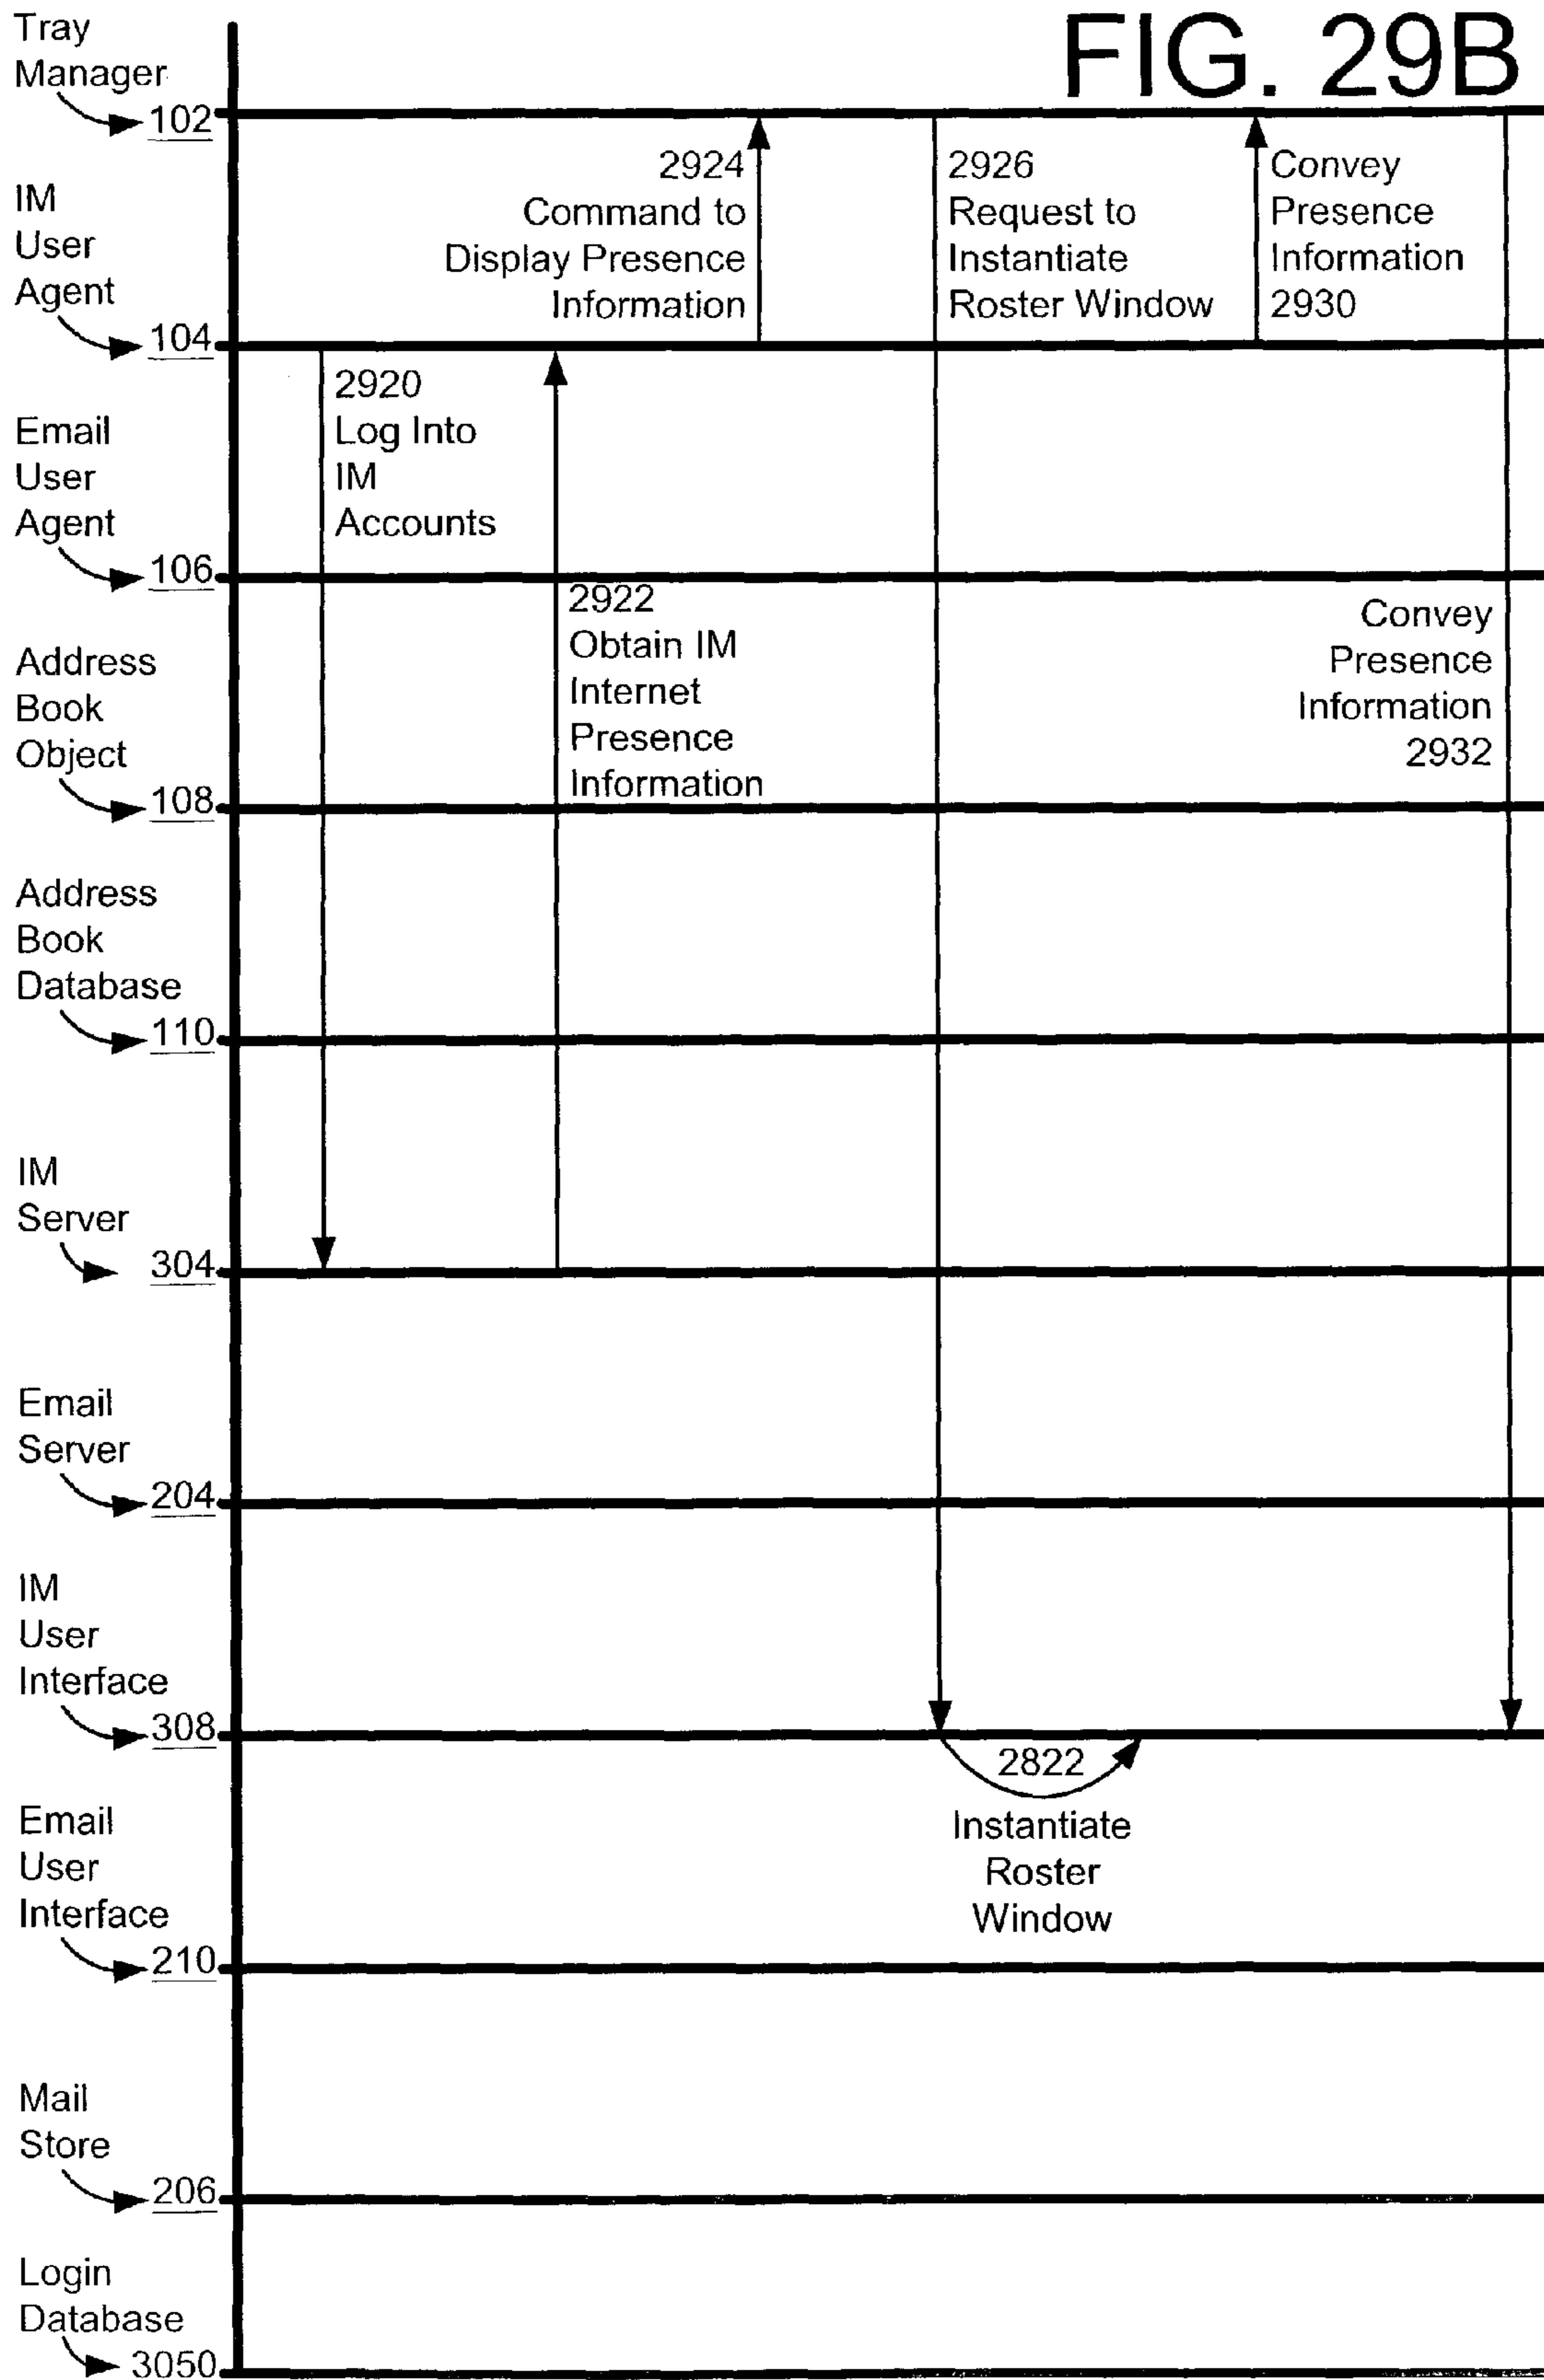 FIG. 29B
Tray
Manager
102
IM
User
Agent
104
Email
User
Agent
106
Address
Book
Object
108
Address
Book
Database
110
IM
Server
304
Email
Server
204
IM
User
Interface
308
Email
User
Interface
210
Mail
Store
206
Login
Database
3050
2920
Log Into
IM
Accounts
2922
Obtain IM
Internet
Presence
Information
2924
Command to
Display Presence
Information
2926
Request to
Instantiate
Roster Window
2822
Instantiate
Roster
Window
Convey
Presence
Information
2930
Convey
Presence
Information
2932